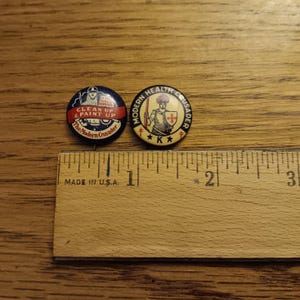 CLEAN UP
& PAINT UP
The Modern Crusader
MODERN HEALTH CRUSADER
K
MADE IN U.S.A.
1
2
3